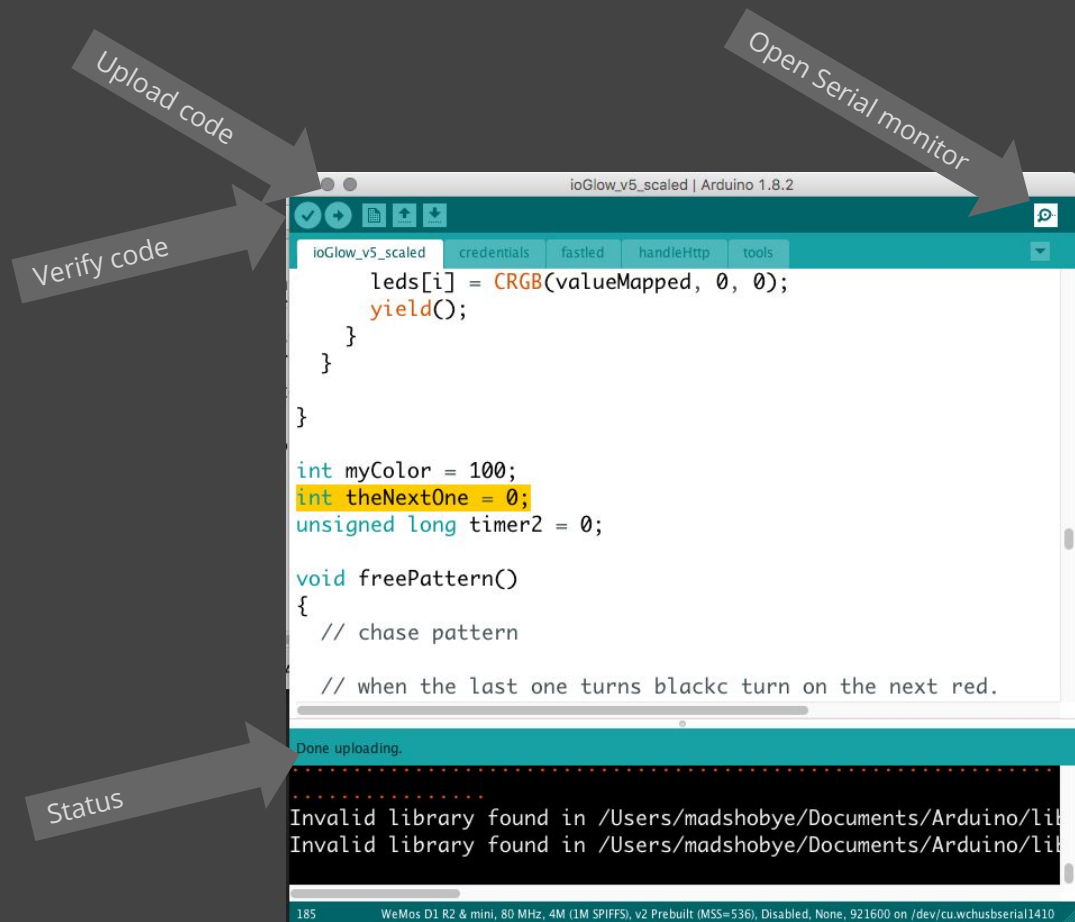 Upload code
Open Serial monitor
Verify code
ioGlow_v5_scaled | Arduino 1.8.2
ioGlow_v5_scaled credentials fastled handleHttp tools
leds[i] = CRGB(valueMapped, 0, 0);
yield();
}
}
}
int myColor = 100;
int theNextOne = 0;
unsigned long timer2 = 0;
void freePattern()
{
// chase pattern
// when the last one turns blackc turn on the next red.
Status
Done uploading.
Invalid library found in /Users/madshobye/Documents/Arduino/lib
Invalid library found in /Users/madshobye/Documents/Arduino/lib
185 WeMos D1 R2 & mini, 80 MHz, 4M (1M SPIFFS), v2 Prebuilt (MSS=536), Disabled, None, 921600 on /dev/cu.wchusbserial1410